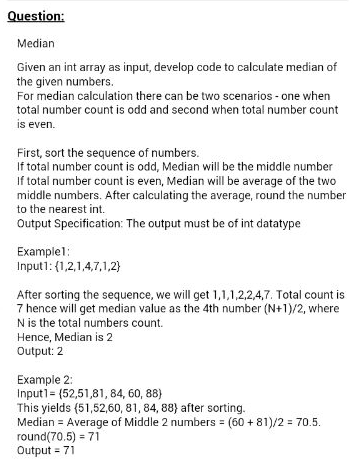 Question:
Median
Given an int array as input, develop code to calculate median of
the given numbers.
For median calculation there can be two scenarios - one when
total number count is odd and second when total number count
is even.
First, sort the sequence of numbers.
If total number count is odd, Median will be the middle number
If total number count is even, Median will be average of the two
middle numbers. After calculating the average, round the number
to the nearest int.
Output Specification: The output must be of int datatype
Example1:
Input1: {1,2,1,4,7,1,2}
After sorting the sequence, we will get 1,1,1,2,2,4,7. Total count is
7 hence will get median value as the 4th number (N+1)/2, where
N is the total numbers count.
Hence, Median is 2
Output: 2
Example 2:
Input1= {52,51,81, 84, 60, 88}
This yields {51,52,60, 81, 84, 88} after sorting.
Median = Average of Middle 2 numbers = (60 + 81)/2 = 70.5.
round(70.5) = 71
Output = 71